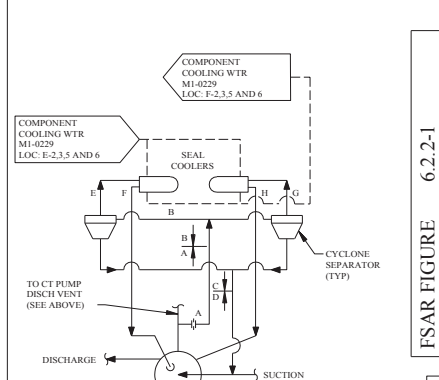 COMPONENT
COOLING WTR
M1-0229
LOC: F-2,3,5 AND 6
COMPONENT
COOLING WTR
M1-0229
LOC: E-2,3,5 AND 6
SEAL
COOLERS
E
F
H
G
B
B
A
CYCLONE
SEPARATOR
(TYP)
TO CT PUMP
DISCH VENT
(SEE ABOVE)
C
D
A
DISCHARGE
SUCTION
FSAR FIGURE 6.2.2-1